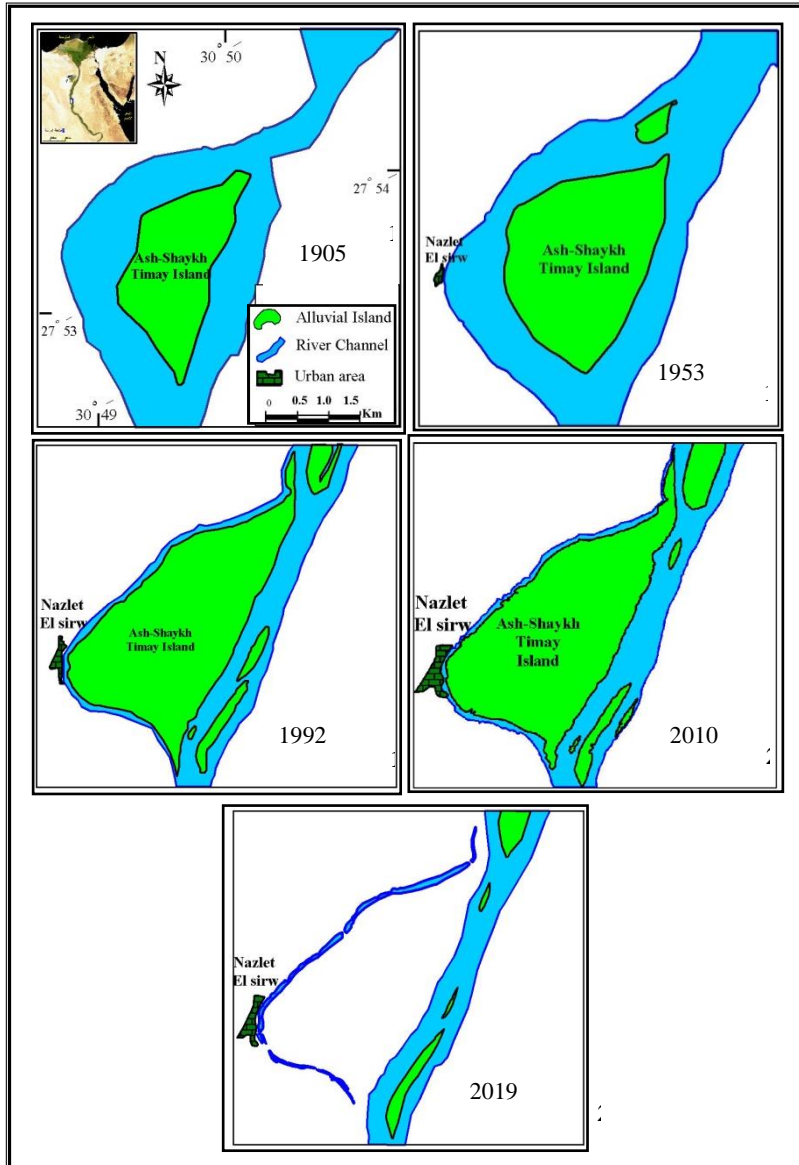 30° 50
N
27° 54
Ash-Shaykh
Timay Island
1905
27° 53
Alluvial Island
River Channel
Urban area
0 0.5 1.0 1.5
Km
30° 49
Nazlet
El sirw
Ash-Shaykh
Timay Island
1953
Nazlet
El sirw
Ash-Shaykh
Timay Island
1992
Nazlet
El sirw
Ash-Shaykh
Timay
Island
2010
Nazlet
El sirw
2019